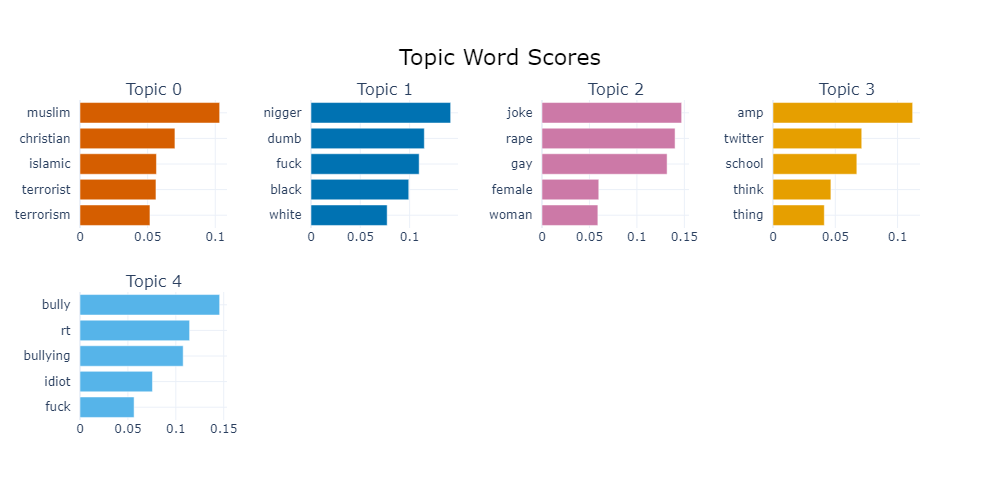 Topic Word Scores
Topic 0
muslim
christian
islamic
terrorist
terrorism
0 0.05 0.1
Topic 1
nigger
dumb
fuck
black
white
0 0.05 0.1
Topic 2
joke
rape
gay
female
woman
0 0.05 0.1 0.15
Topic 3
amp
twitter
school
think
thing
0 0.05 0.1
Topic 4
bully
rt
bullying
idiot
fuck
0 0.05 0.1 0.15